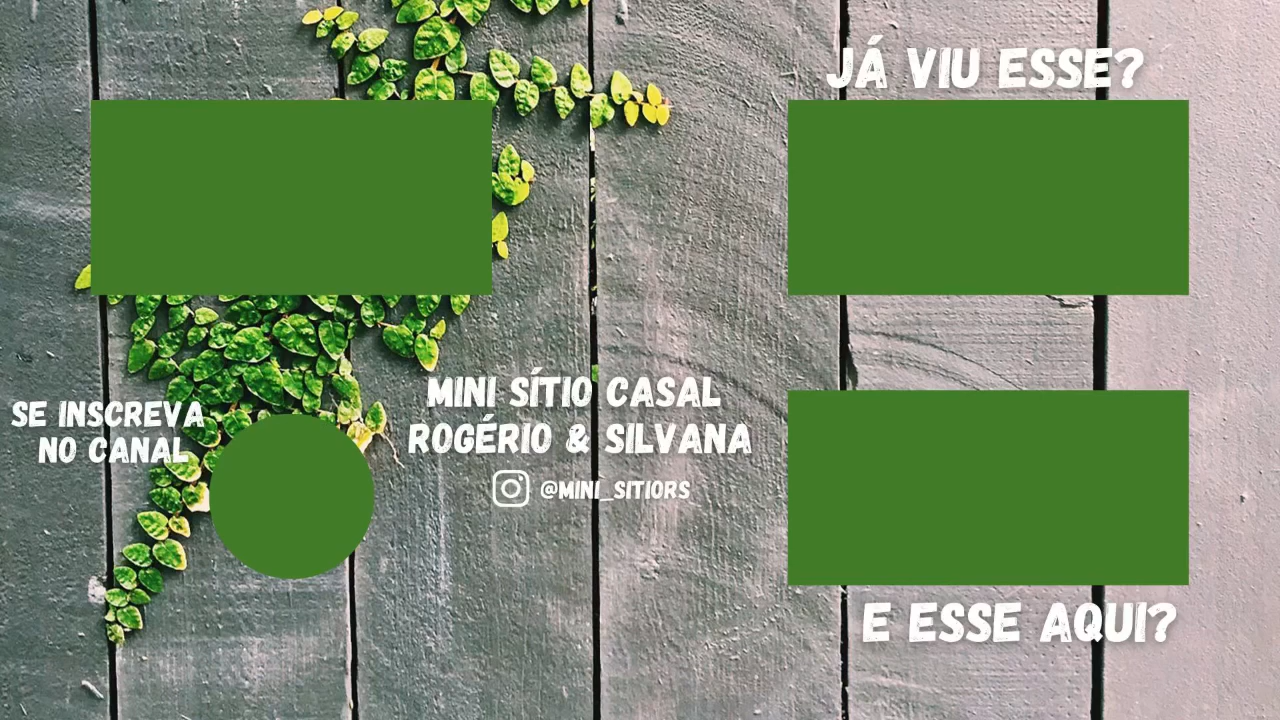 JÁ VIU ESSE?
SE INSCREVA
NO CANAL
MINI SÍTIO CASAL
ROGÉRIO & SILVANA
@MINI_SITIORS
E ESSE AQUI?